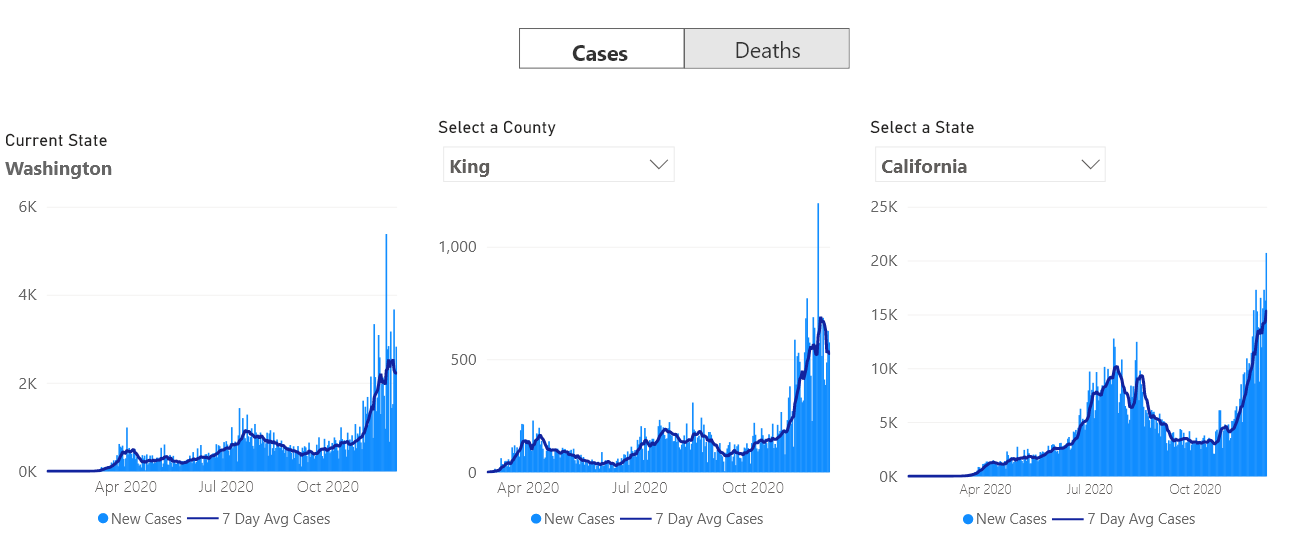 Cases Deaths
Current State
Washington
6K
4K
2K
0K
Apr 2020 Jul 2020 Oct 2020
New Cases 7 Day Avg Cases
Select a County
King
1,000
500
0
Apr 2020 Jul 2020 Oct 2020
New Cases 7 Day Avg Cases
Select a State
California
25K
20K
15K
10K
5K
0K
Apr 2020 Jul 2020 Oct 2020
New Cases 7 Day Avg Cases